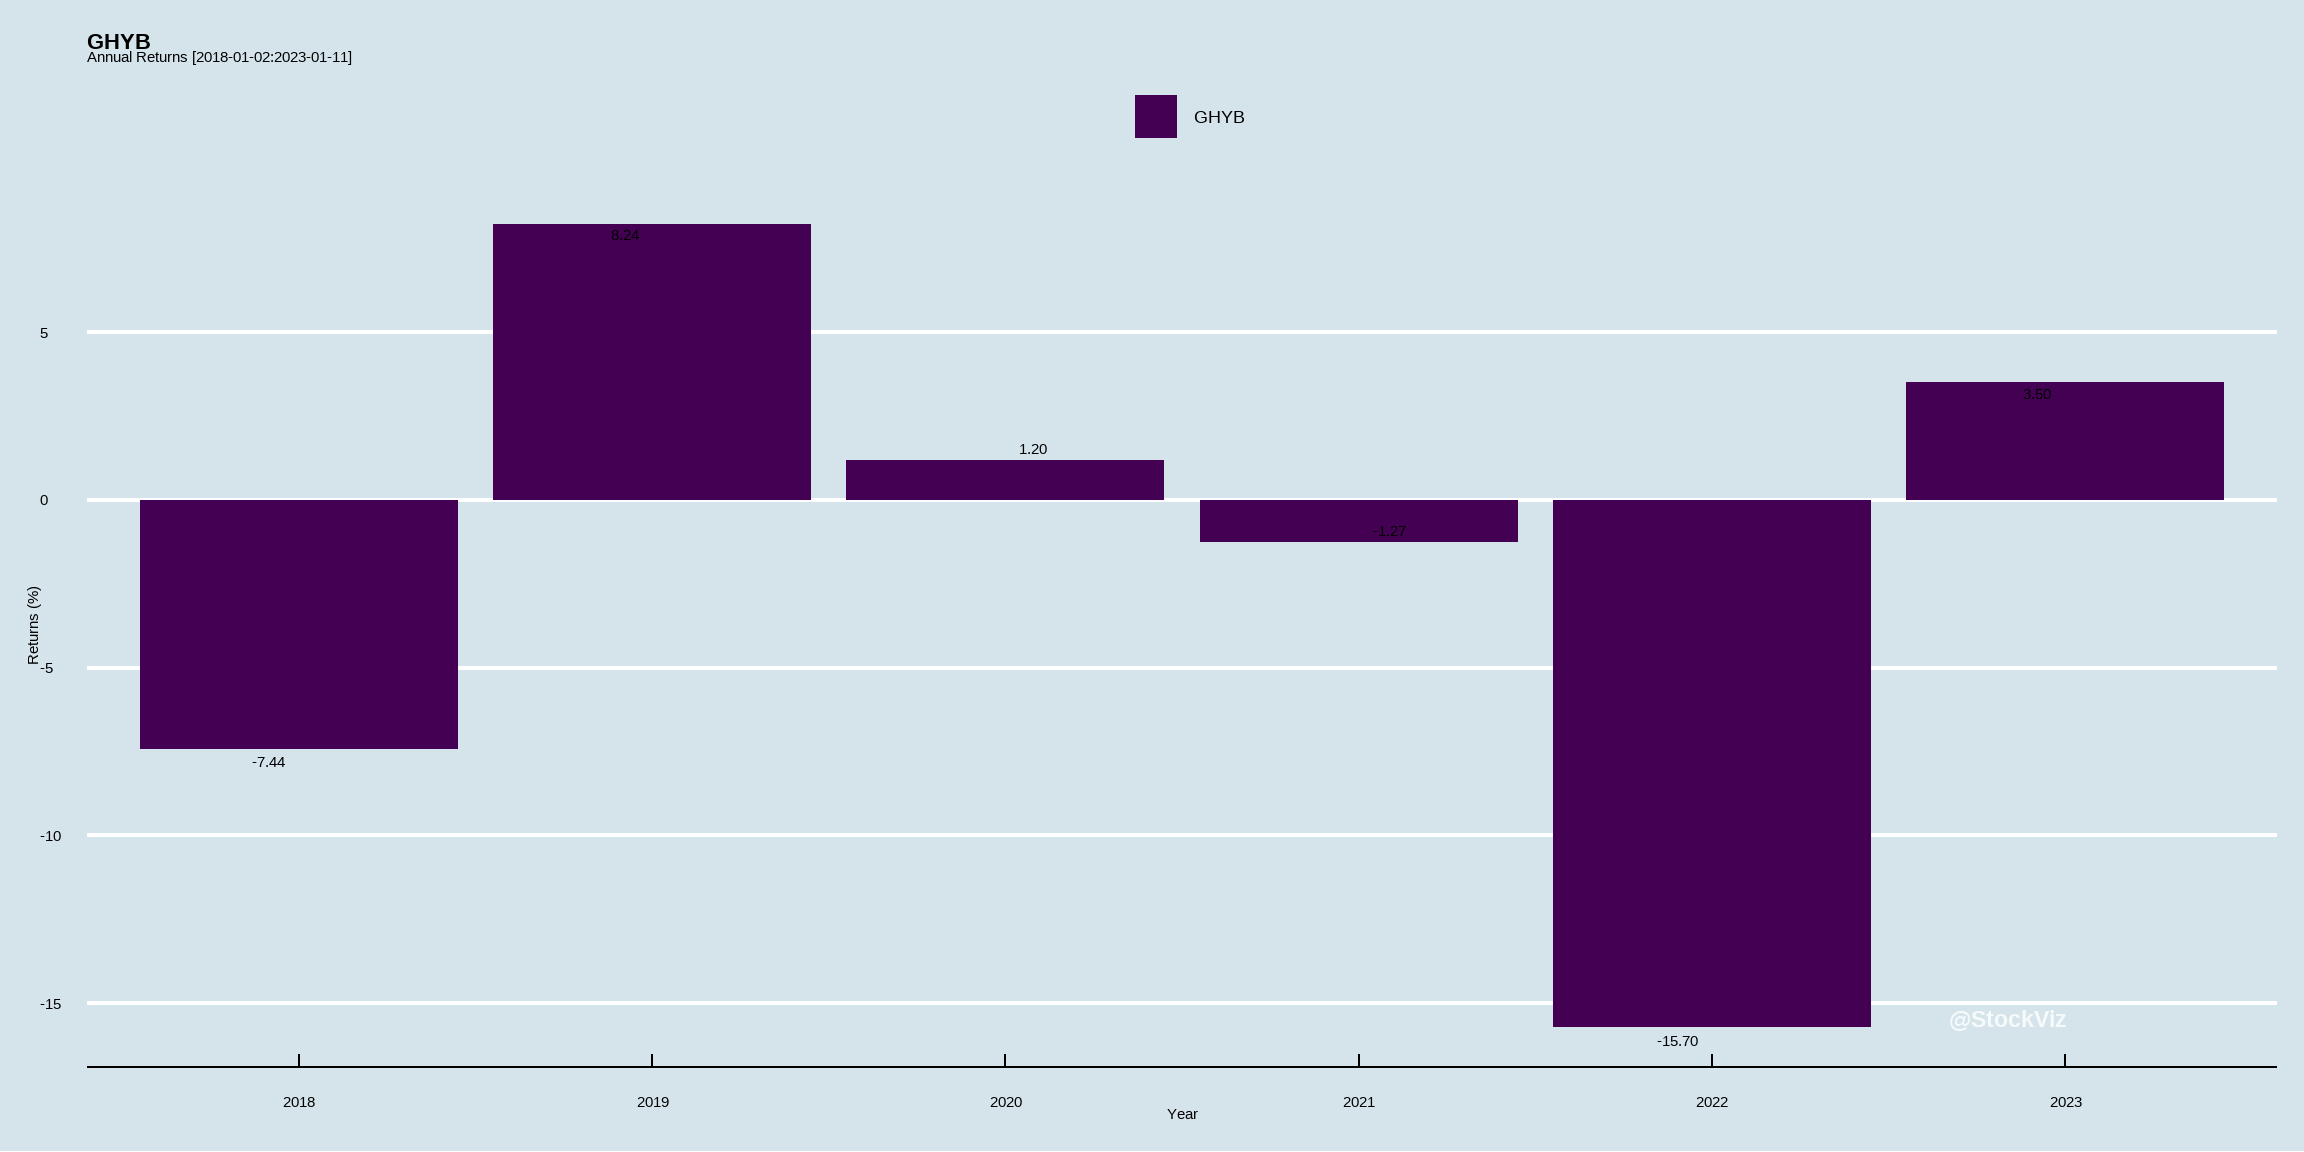 GHYB
Annual Returns [2018-01-02:2023-01-11]
GHYB
8.24
5
3.50
1.20
0
-1.27
Returns (%)
-5
-7.44
-10
-15
@StockViz
-15.70
2018 2019 2020 2021 2022 2023
Year